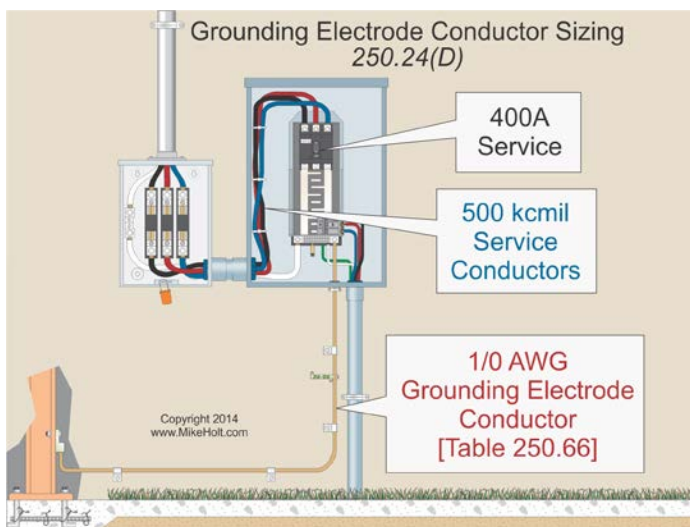 Grounding Electrode Conductor Sizing
250.24(D)
400A
Service
500 kcmil
Service
Conductors
1/0 AWG
Grounding Electrode
Conductor
[Table 250.66]
Copyright 2014
www.MikeHolt.com